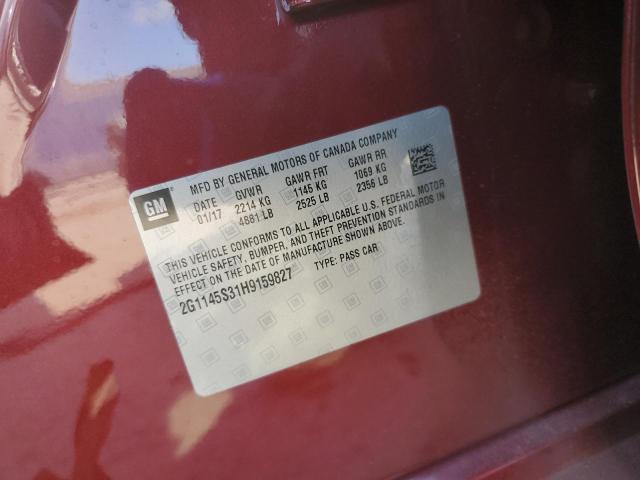 GM
MFD BY GENERAL MOTORS OF CANADA COMPANY
DATE GVWR GAWR FRT GAWR RR
01/17 2214 KG 1145 KG 1069 KG
4881 LB 2525 LB 2356 LB
THIS VEHICLE CONFORMS TO ALL APPLICABLE U.S. FEDERAL MOTOR
VEHICLE SAFETY, BUMPER, AND THEFT PREVENTION STANDARDS IN
EFFECT ON THE DATE OF MANUFACTURE SHOWN ABOVE.
2G1145S31H9159827 TYPE: PASS CAR